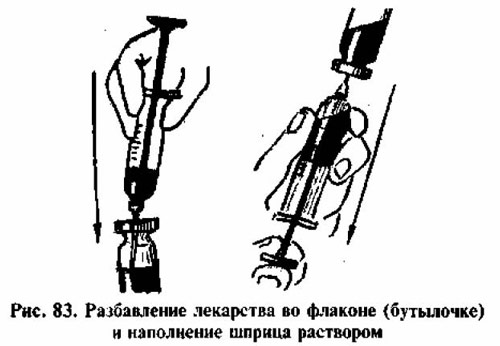 Рис. 83. Разбавление лекарства во флаконе (бутылочке)
и наполнение шприца раствором